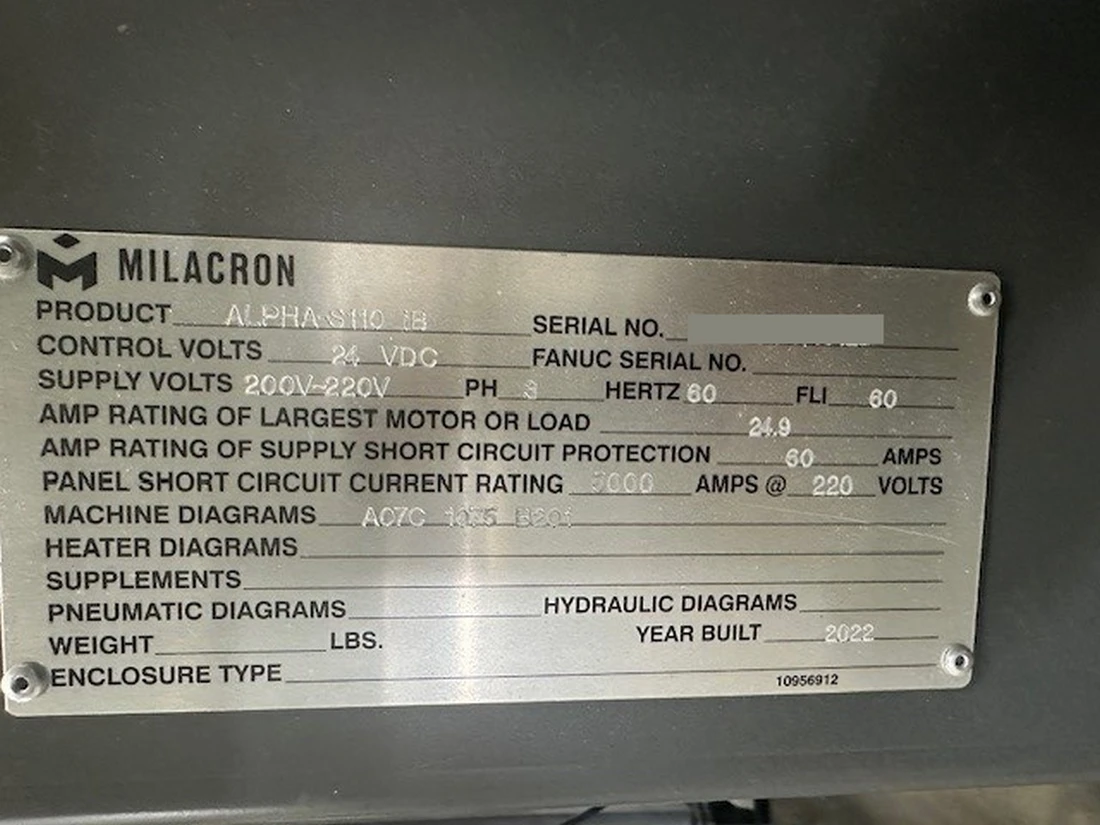 MILACRON
PRODUCT ALPHA-S110 iB
SERIAL NO.
CONTROL VOLTS 24 VDC
FANUC SERIAL NO.
SUPPLY VOLTS 200V~220V PH 3 HERTZ 60 FLI 60
AMP RATING OF LARGEST MOTOR OR LOAD 24.9
AMP RATING OF SUPPLY SHORT CIRCUIT PROTECTION 60 AMPS
PANEL SHORT CIRCUIT CURRENT RATING AMPS @ 220 VOLTS
MACHINE DIAGRAMS A07C
HEATER DIAGRAMS
SUPPLEMENTS
PNEUMATIC DIAGRAMS HYDRAULIC DIAGRAMS
WEIGHT LBS. YEAR BUILT 2022
ENCLOSURE TYPE
10956912